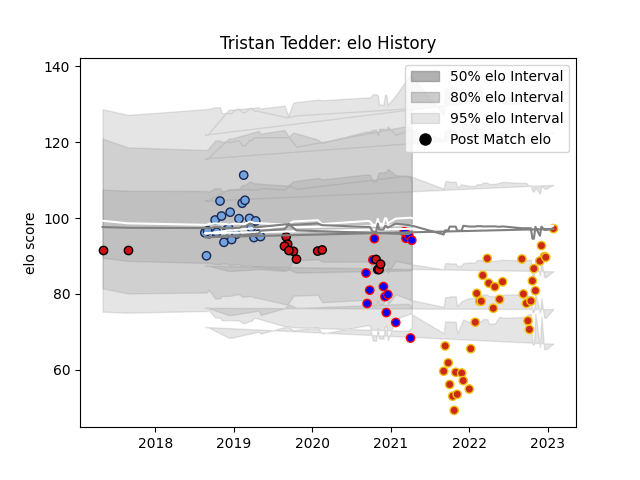 Tristan Tedder: elo History
140
120
100
80
60
elo score
50% elo Interval
80% elo Interval
95% elo Interval
Post Match elo
2018
2019
2020
2021
2022
2023